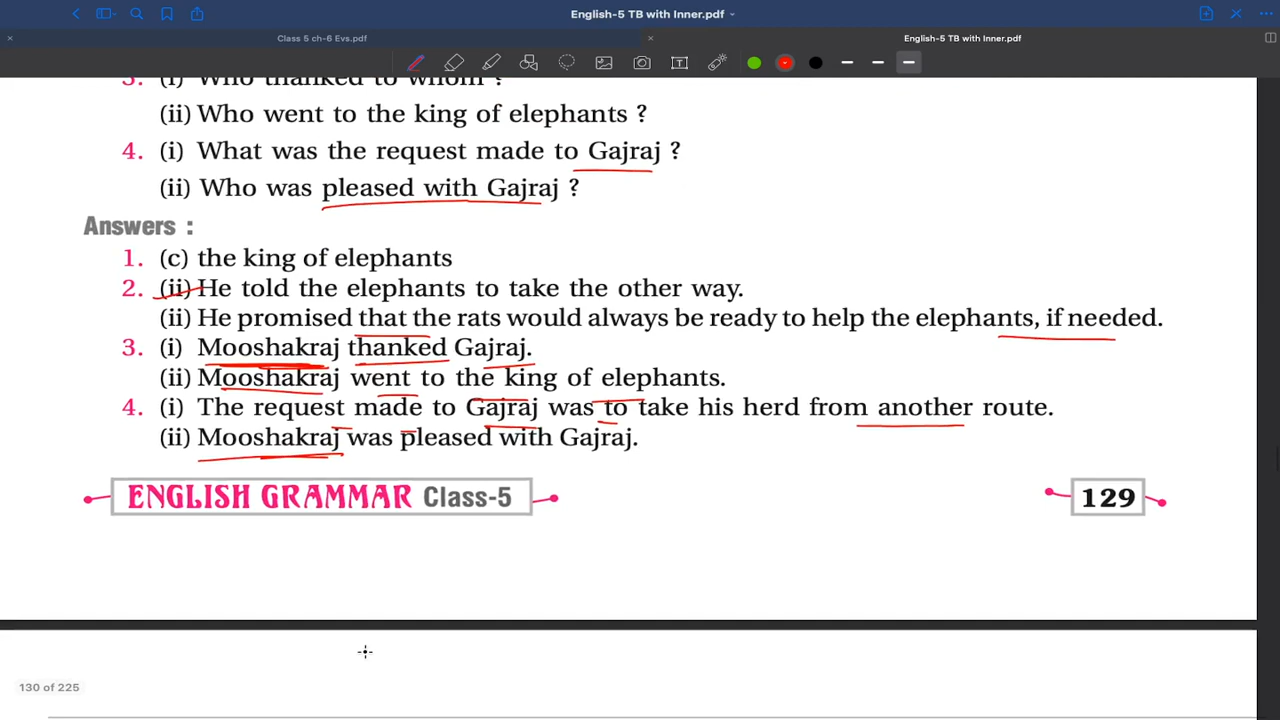 English-5 TB with Inner.pdf
Class 5 ch-6 Evs.pdf
English-5 TB with Inner.pdf
3. (i) Who thanked to whom ?
(ii) Who went to the king of elephants ?
4. (i) What was the request made to Gajraj ?
(ii) Who was pleased with Gajraj ?
Answers :
1. (c) the king of elephants
2. (ii) He told the elephants to take the other way.
(ii) He promised that the rats would always be ready to help the elephants, if needed.
3. (i) Mooshakraj thanked Gajraj.
(ii) Mooshakraj went to the king of elephants.
4. (i) The request made to Gajraj was to take his herd from another route.
(ii) Mooshakraj was pleased with Gajraj.
ENGLISH GRAMMAR Class-5
129
130 of 225